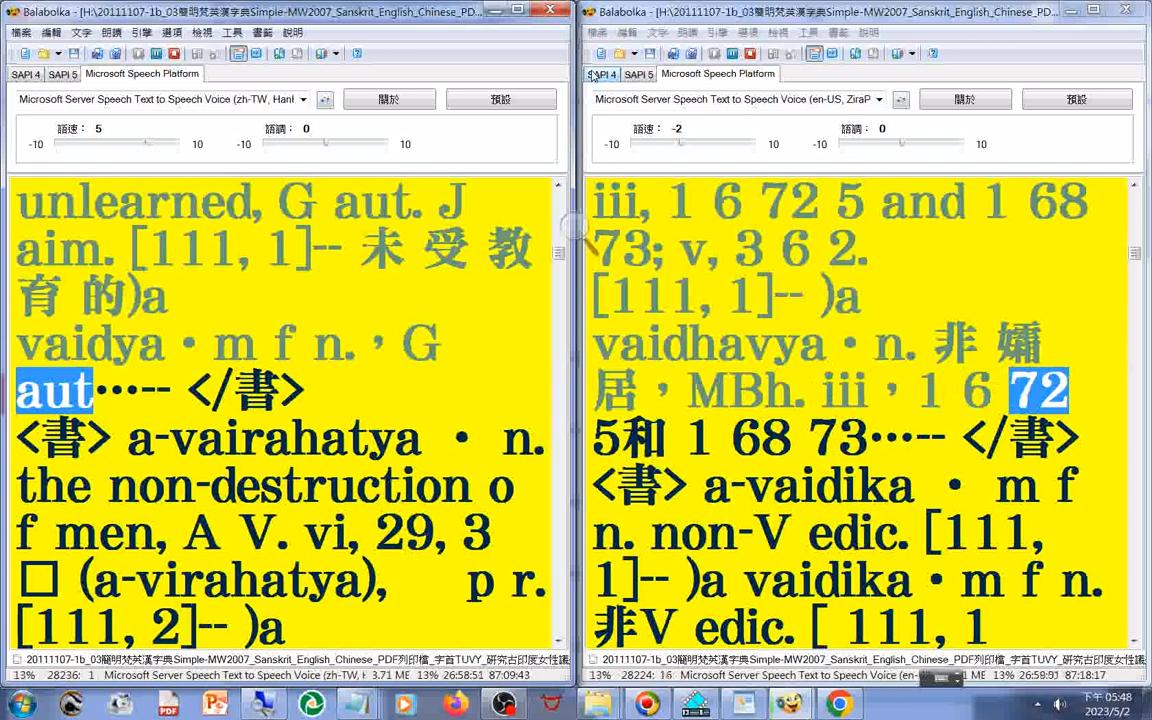 Balabolka - [H:\20111107-1b_03簡明梵英漢字典Simple-MW2007_Sanskrit_English_Chinese_PD...
檔案 編輯 文字 朗讀 引擎 選項 檢視 工具 書籤 說明
SAPI 4 SAPI 5 Microsoft Speech Platform
Microsoft Server Speech Text to Speech Voice (zh-TW, Hanl 關於 預設
語速： 5 語調： 0
-10 10 -10 10
unlearned, G aut. J
aim. [111, 1]-- 未 受 教
育 的)a
vaidya・m f n.，G
aut…-- </書>
<書> a-vairahatya ・ n.
the non-destruction o
f men, A V. vi, 29, 3
□ (a-virahatya), p r.
[111, 2]-- )a
20111107-1b_03簡明梵英漢字典Simple-MW2007_Sanskrit_English_Chinese_PDF列印檔_字首TUVY_研究古印度女性議
13% 28236: 1 Microsoft Server Speech Text to Speech Voice (zh-TW, H 3.71 MB 13% 26:58:51 87:09:43
Balabolka - [H:\20111107-1b_03簡明梵英漢字典Simple-MW2007_Sanskrit_English_Chinese_PD...
檔案 編輯 文字 朗讀 引擎 選項 檢視 工具 書籤 說明
SAPI 4 SAPI 5 Microsoft Speech Platform
Microsoft Server Speech Text to Speech Voice (en-US, ZiraP 關於 預設
語速： -2 語調： 0
-10 10 -10 10
iii, 1 6 72 5 and 1 68
73; v, 3 6 2.
[111, 1]-- )a
vaidhavya・n. 非 孀
居，MBh. iii，1 6 72
5和 1 68 73…-- </書>
<書> a-vaidika ・ m f
n. non-V edic. [111,
1]-- )a vaidika・m f n.
非V edic. [ 111, 1
20111107-1b_03簡明梵英漢字典Simple-MW2007_Sanskrit_English_Chinese_PDF列印檔_字首TUVY_研究古印度女性議
13% 28224: 16 Microsoft Server Speech Text to Speech Voice 13% 26:59:9 87:18:17
PDF
下午 05:48
2023/5/2